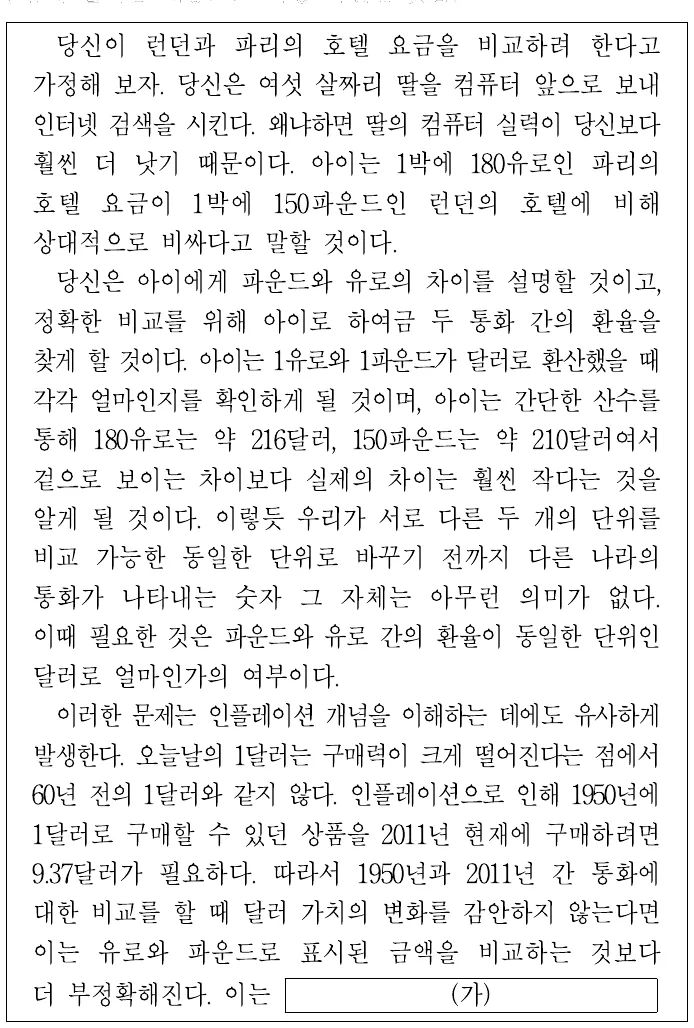 당신이 런던과 파리의 호텔 요금을 비교하려 한다고
가정해 보자. 당신은 여섯 살짜리 딸을 컴퓨터 앞으로 보내
인터넷 검색을 시킨다. 왜냐하면 딸의 컴퓨터 실력이 당신보다
훨씬 더 낫기 때문이다. 아이는 1박에 180유로인 파리의
호텔 요금이 1박에 150파운드인 런던의 호텔에 비해
상대적으로 비싸다고 말할 것이다.
당신은 아이에게 파운드와 유로의 차이를 설명할 것이고,
정확한 비교를 위해 아이로 하여금 두 통화 간의 환율을
찾게 할 것이다. 아이는 1유로와 1파운드가 달러로 환산했을 때
각각 얼마인지를 확인하게 될 것이며, 아이는 간단한 산수를
통해 180유로는 약 216달러, 150파운드는 약 210달러여서
겉으로 보이는 차이보다 실제의 차이는 훨씬 작다는 것을
알게 될 것이다. 이렇듯 우리가 서로 다른 두 개의 단위를
비교 가능한 동일한 단위로 바꾸기 전까지 다른 나라의
통화가 나타내는 숫자 그 자체는 아무런 의미가 없다.
이때 필요한 것은 파운드와 유로 간의 환율이 동일한 단위인
달러로 얼마인가의 여부이다.
이러한 문제는 인플레이션 개념을 이해하는 데에도 유사하게
발생한다. 오늘날의 1달러는 구매력이 크게 떨어진다는 점에서
60년 전의 1달러와 같지 않다. 인플레이션으로 인해 1950년에
1달러로 구매할 수 있던 상품을 2011년 현재에 구매하려면
9.37달러가 필요하다. 따라서 1950년과 2011년 간 통화에
대한 비교를 할 때 달러 가치의 변화를 감안하지 않는다면
이는 유로와 파운드로 표시된 금액을 비교하는 것보다
더 부정확해진다. 이는 (가)